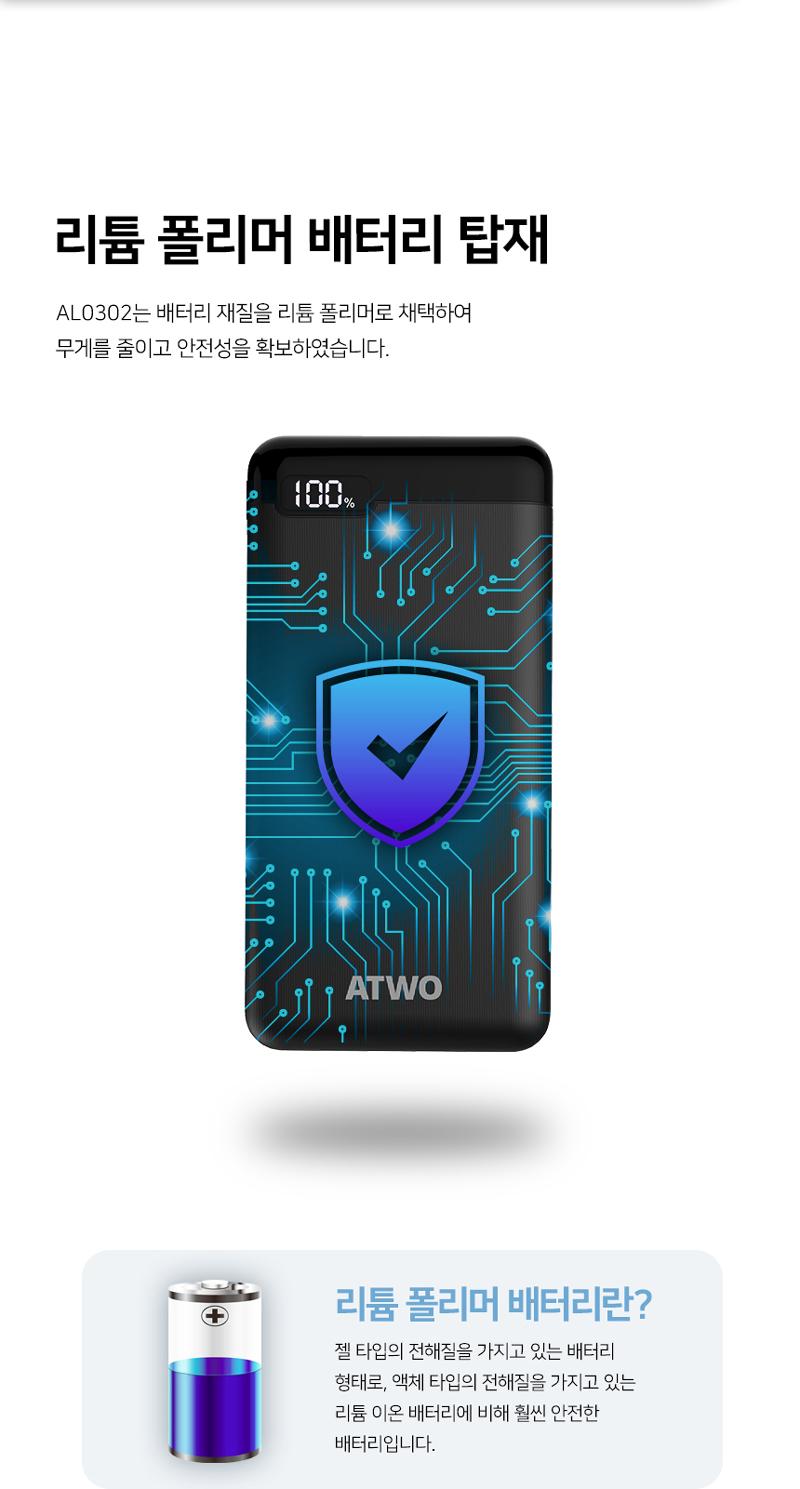 리튬 폴리머 배터리 탑재
AL0302는 배터리 재질을 리튬 폴리머로 채택하여
무게를 줄이고 안전성을 확보하였습니다.
100%
ATWO
리튬 폴리머 배터리란?
젤 타입의 전해질을 가지고 있는 배터리
형태로, 액체 타입의 전해질을 가지고 있는
리튬 이온 배터리에 비해 훨씬 안전한
배터리입니다.